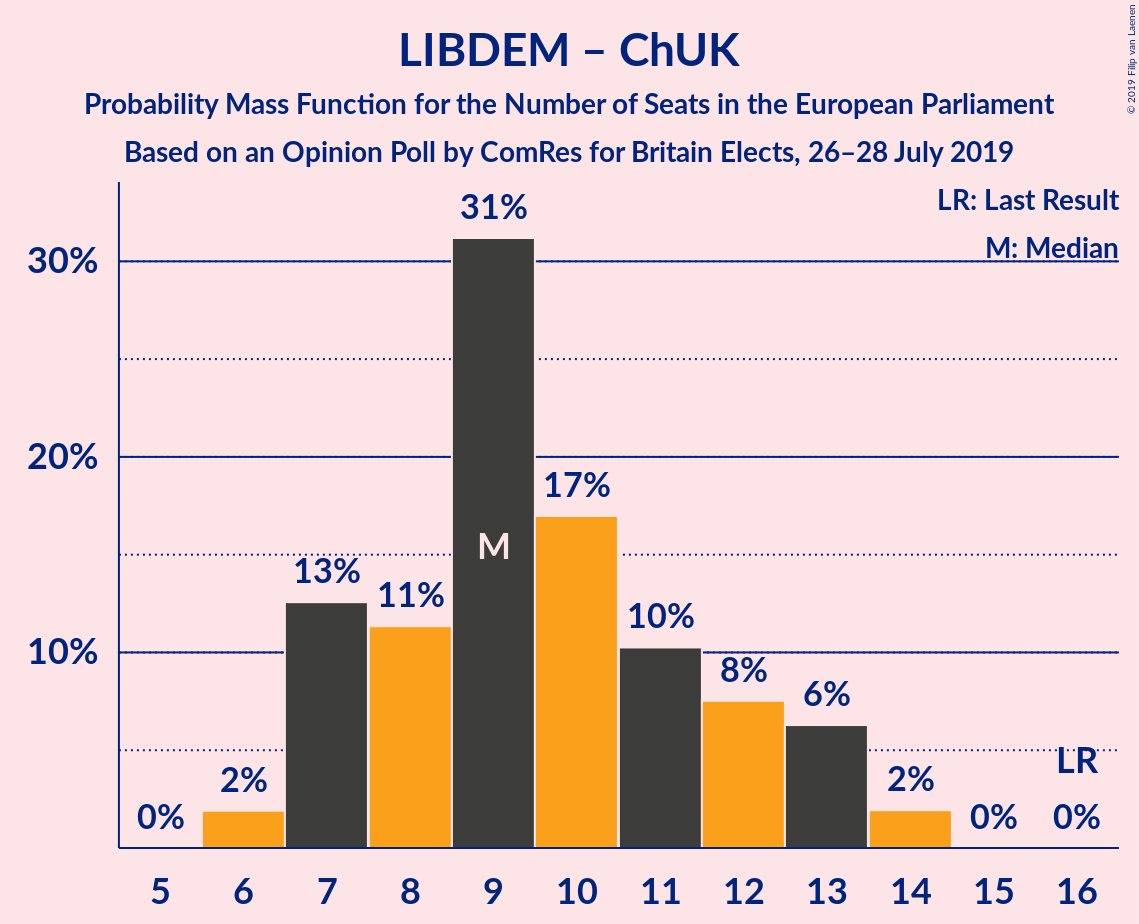 LIBDEM – ChUK
Probability Mass Function for the Number of Seats in the European Parliament
Based on an Opinion Poll by ComRes for Britain Elects, 26–28 July 2019
© 2019 Filip van Laenen
LR: Last Result
M: Median
30%
20%
10%
0%
2%
13%
11%
31%
M
17%
10%
8%
6%
2%
0%
LR
0%
5 6 7 8 9 10 11 12 13 14 15 16